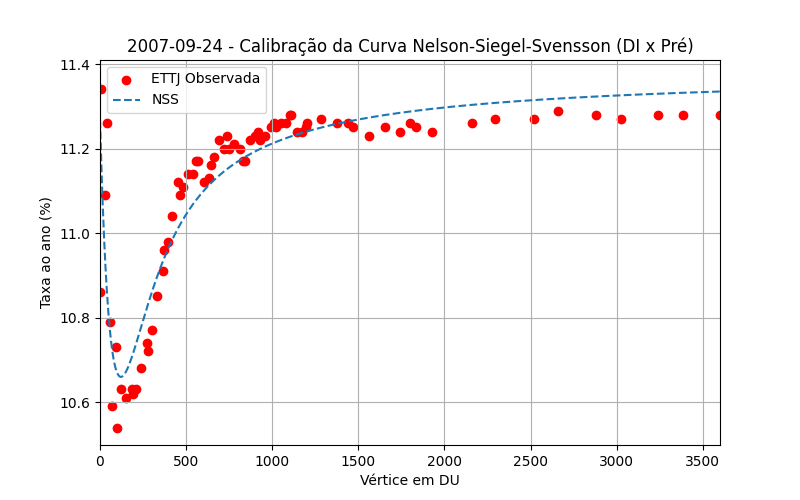 2007-09-24 - Calibração da Curva Nelson-Siegel-Svensson (DI x Pré)
ETTJ Observada
NSS
11.4
11.2
11.0
10.8
10.6
Taxa ao ano (%)
0 500 1000 1500 2000 2500 3000 3500
Vértice em DU